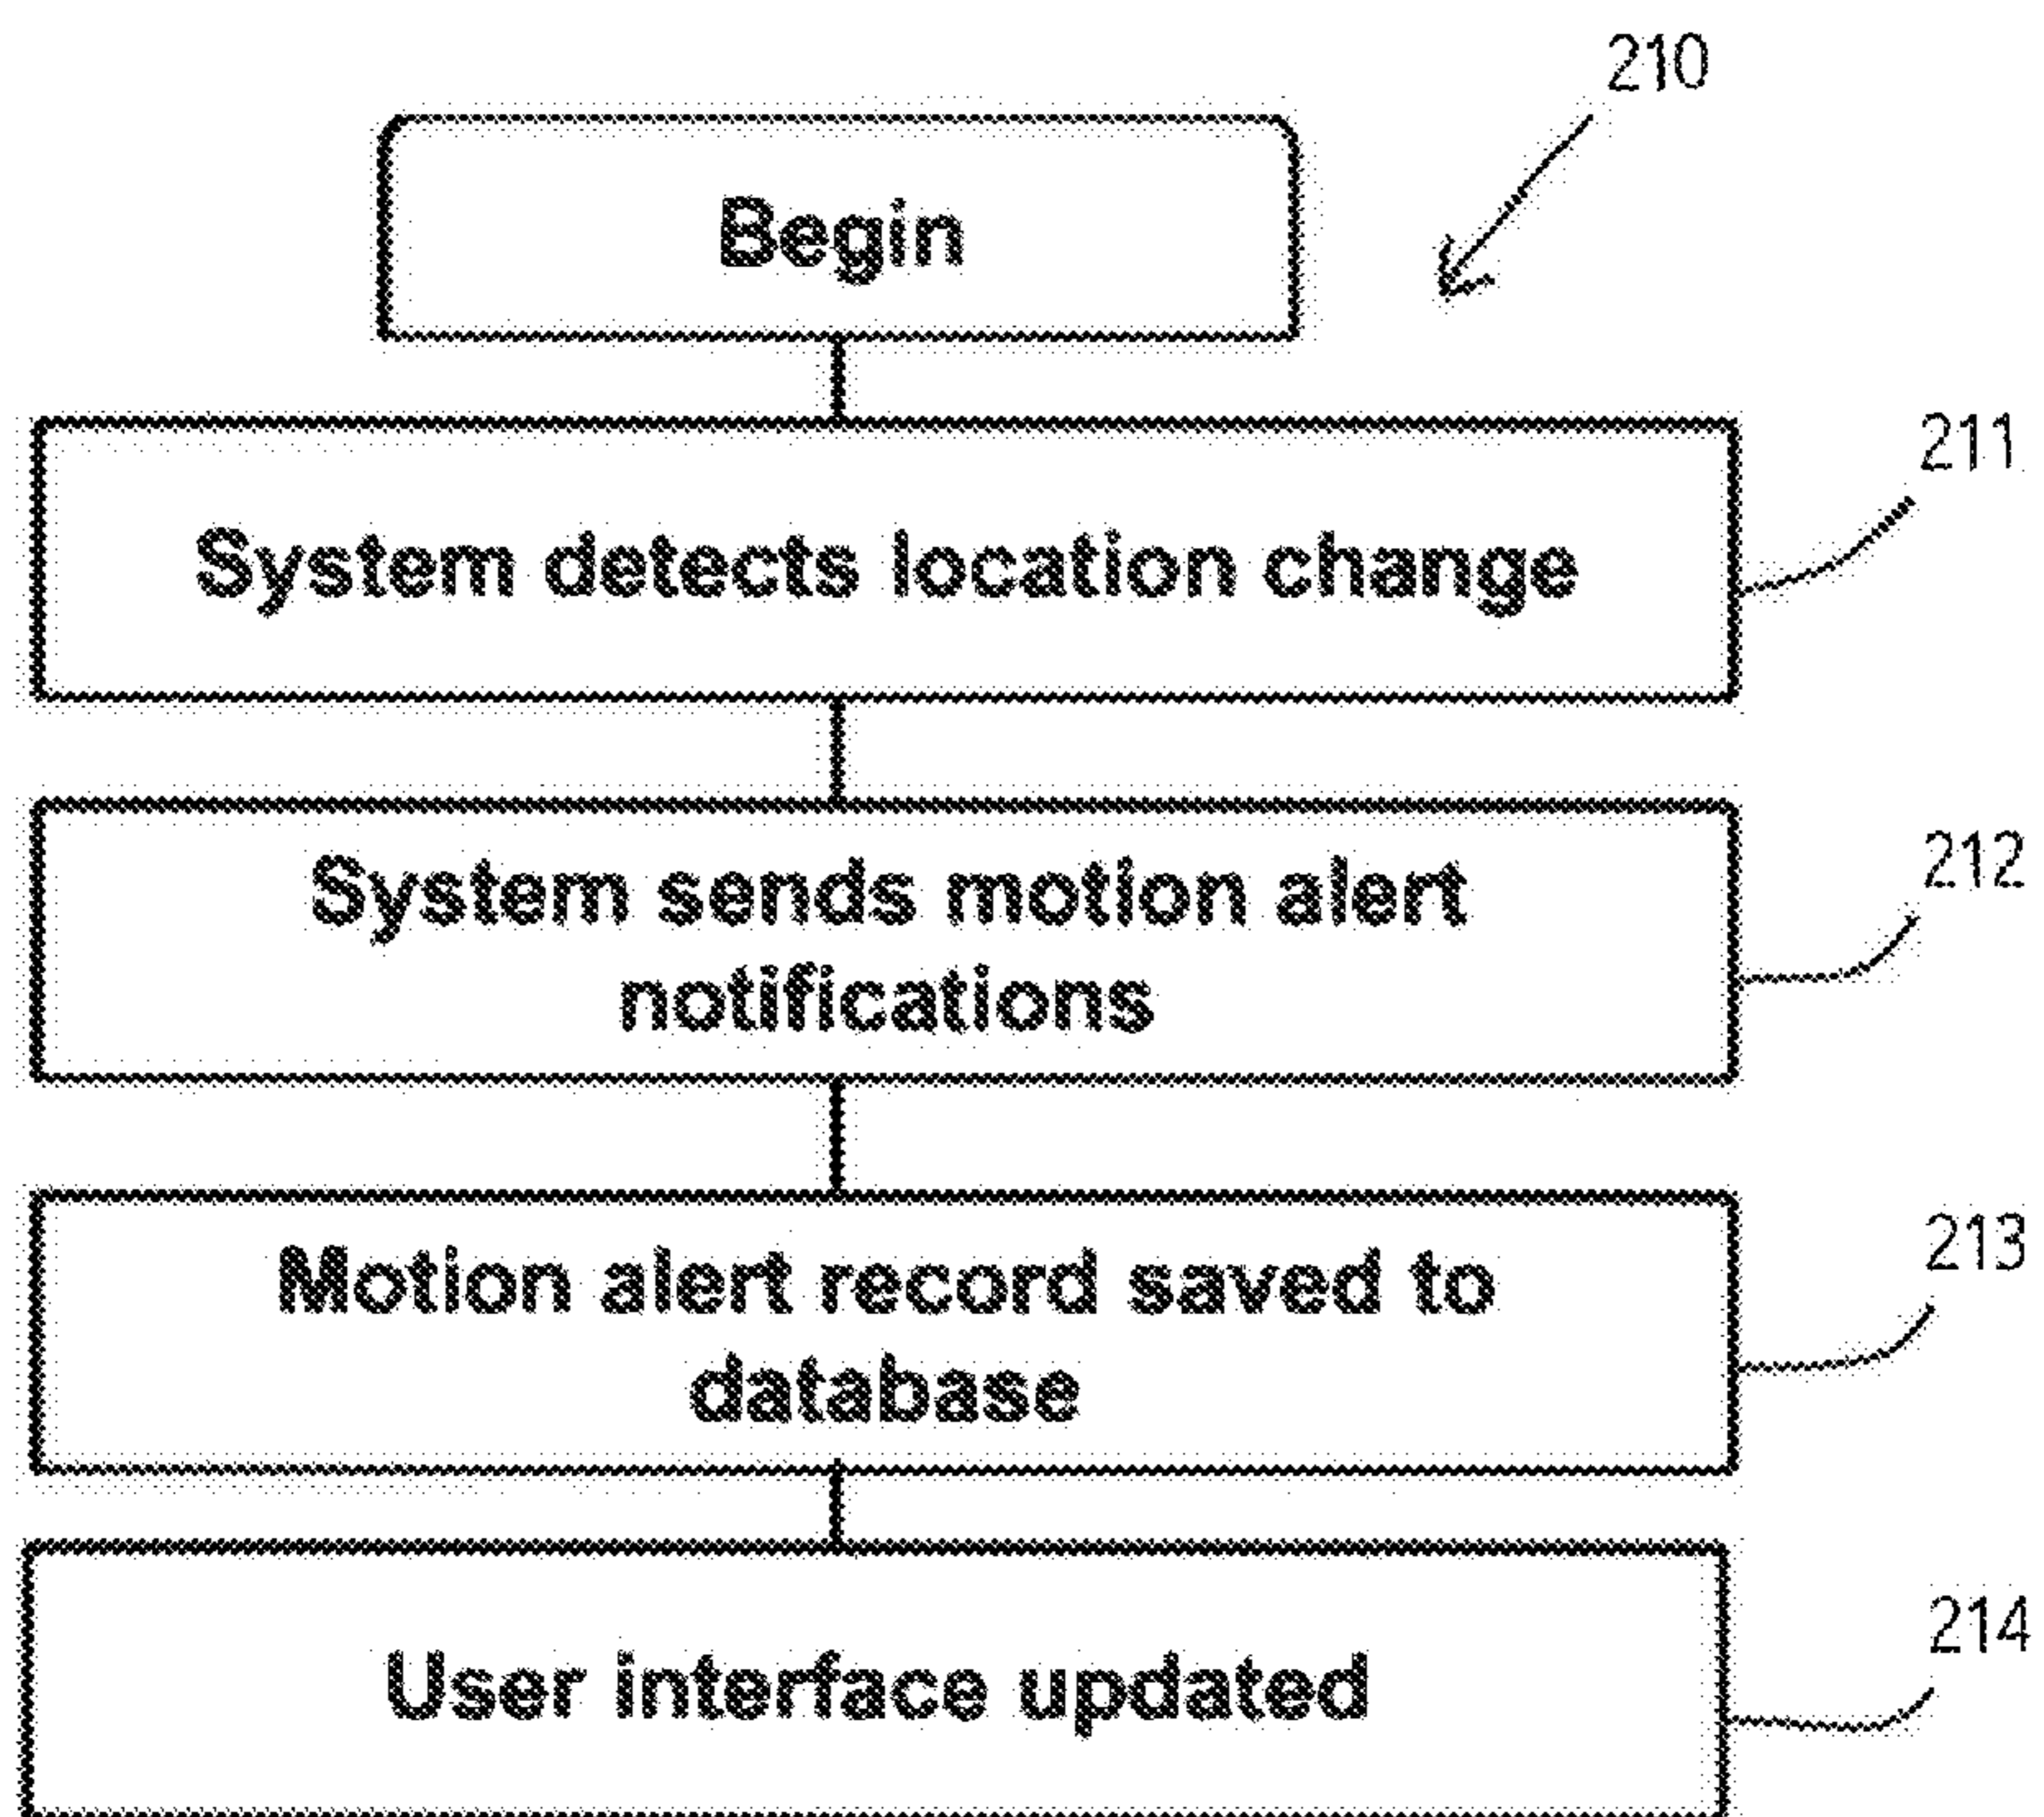 210
Begin
211
System detects location change
212
System sends motion alert
notifications
213
Motion alert record saved to
database
214
User interface updated